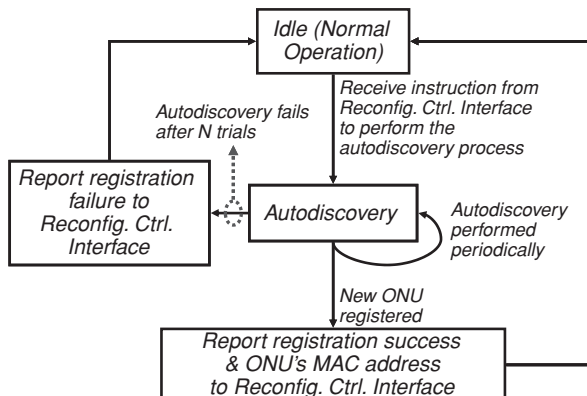 Idle (Normal
Operation)
Receive instruction from
Reconfig. Ctrl. Interface
to perform the
autodiscovery process
Autodiscovery fails
after N trials
Report registration
failure to
Reconfig. Ctrl.
Interface
Autodiscovery
Autodiscovery
performed
periodically
New ONU
registered
Report registration success
& ONU's MAC address
to Reconfig. Ctrl. Interface